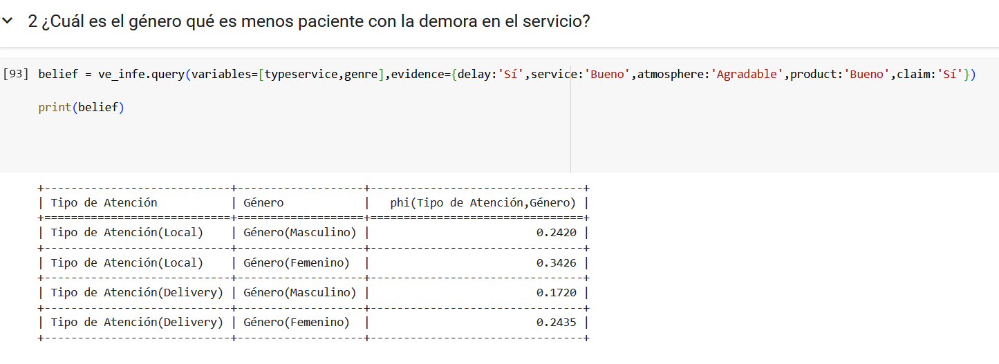 2 ¿Cuál es el género qué es menos paciente con la demora en el servicio?
[93] belief = ve_infe.query(variables=[typeservice,genre],evidence={delay:'Sí',service:'Bueno',atmosphere:'Agradable',product:'Bueno',claim:'Sí'})
print(belief)
+----------------------------+-------------------+--------------------------------+
| Tipo de Atención           | Género            |   phi(Tipo de Atención,Género) |
+============================+===================+================================+
| Tipo de Atención(Local)    | Género(Masculino) |                         0.2420 |
+----------------------------+-------------------+--------------------------------+
| Tipo de Atención(Local)    | Género(Femenino)  |                         0.3426 |
+----------------------------+-------------------+--------------------------------+
| Tipo de Atención(Delivery) | Género(Masculino) |                         0.1720 |
+----------------------------+-------------------+--------------------------------+
| Tipo de Atención(Delivery) | Género(Femenino)  |                         0.2435 |
+----------------------------+-------------------+--------------------------------+